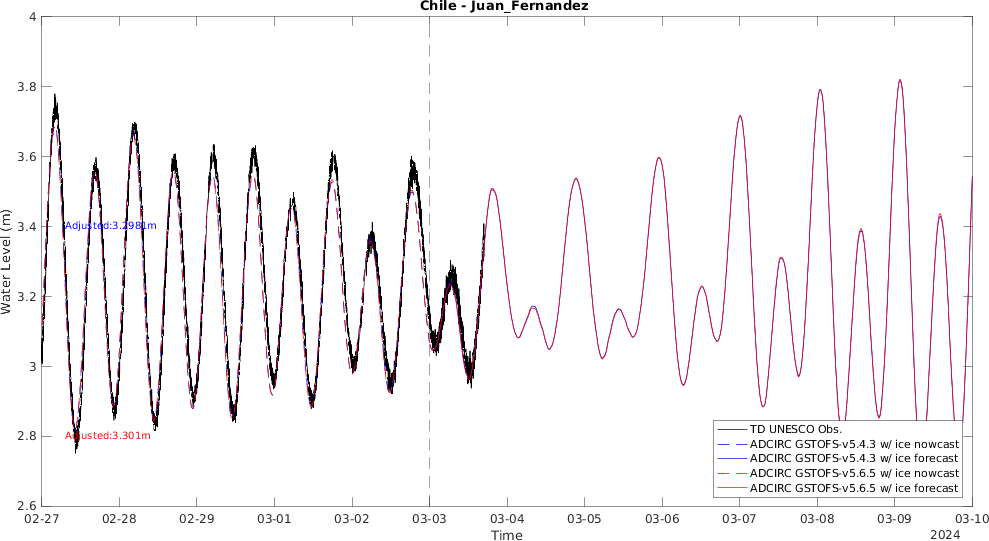 Chile - Juan_Fernandez
4
3.8
3.6
3.4
3.2
3
2.8
2.6
Water Level (m)
Adjusted:3.2981m
Adjusted:3.301m
TD UNESCO Obs.
ADCIRC GSTOFS-v5.4.3 w/ ice nowcast
ADCIRC GSTOFS-v5.4.3 w/ ice forecast
ADCIRC GSTOFS-v5.6.5 w/ ice nowcast
ADCIRC GSTOFS-v5.6.5 w/ ice forecast
02-27 02-28 02-29 03-01 03-02 03-03 03-04 03-05 03-06 03-07 03-08 03-09 03-10
Time
2024